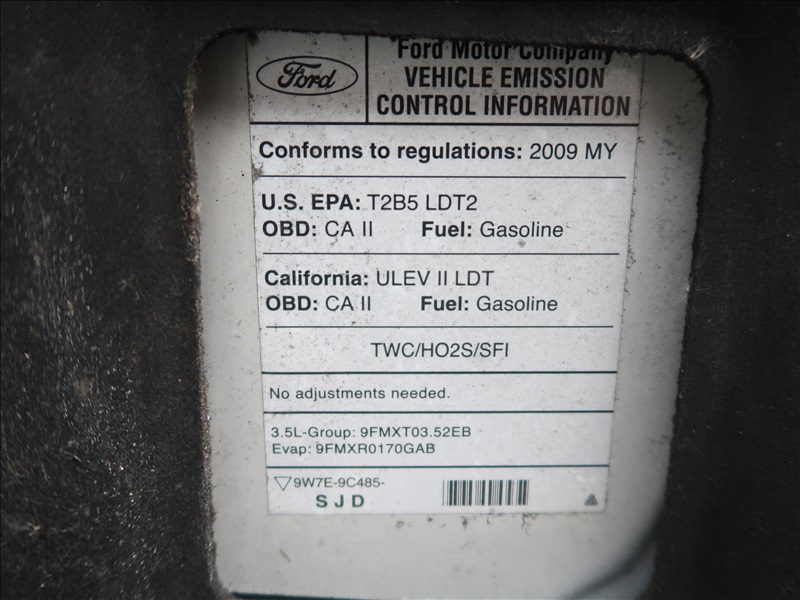 Ford
Ford Motor Company
VEHICLE EMISSION
CONTROL INFORMATION
Conforms to regulations: 2009 MY
U.S. EPA: T2B5 LDT2
OBD: CA II Fuel: Gasoline
California: ULEV II LDT
OBD: CA II Fuel: Gasoline
TWC/HO2S/SFI
No adjustments needed.
3.5L-Group: 9FMXT03.52EB
Evap: 9FMXR0170GAB
▽9W7E-9C485-
SJD